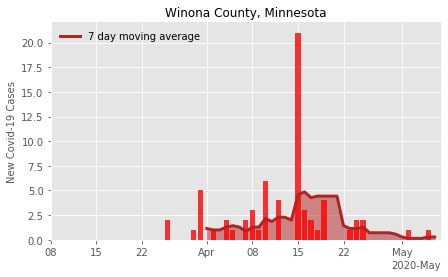 Winona County, Minnesota
7 day moving average
New Covid-19 Cases
20.0
17.5
15.0
12.5
10.0
7.5
5.0
2.5
0.0
08 15 22 Apr 08 15 22 May
2020-May